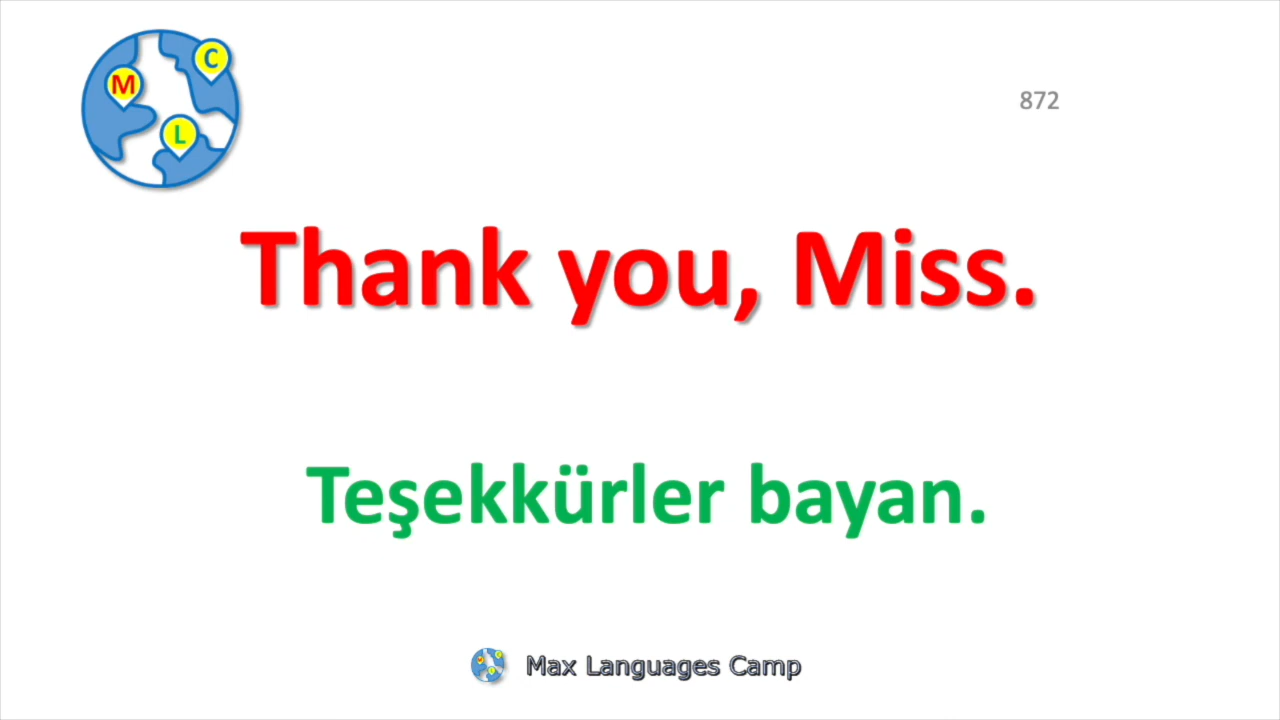 C
M
L
872
Thank you, Miss.
Teşekkürler bayan.
Max Languages Camp